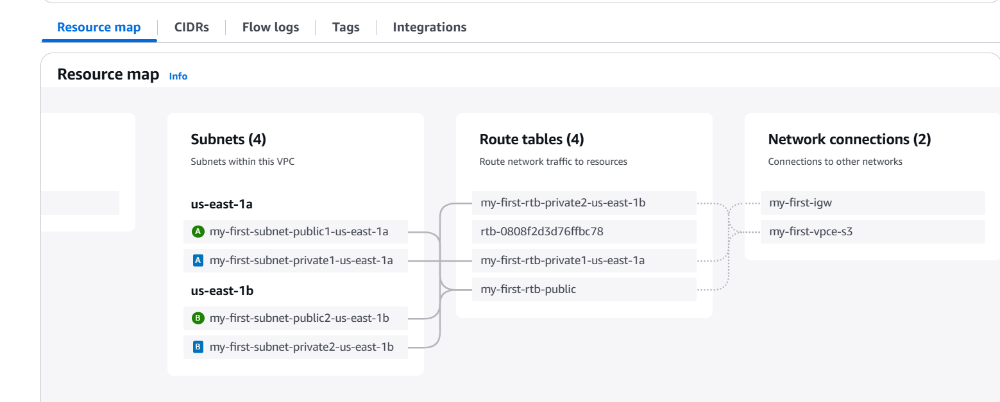 Resource map
CIDRs
Flow logs
Tags
Integrations
Resource map Info
Subnets (4)
Subnets within this VPC
us-east-1a
A my-first-subnet-public1-us-east-1a
A my-first-subnet-private1-us-east-1a
us-east-1b
B my-first-subnet-public2-us-east-1b
B my-first-subnet-private2-us-east-1b
Route tables (4)
Route network traffic to resources
my-first-rtb-private2-us-east-1b
rtb-0808f2d3d76ffbc78
my-first-rtb-private1-us-east-1a
my-first-rtb-public
Network connections (2)
Connections to other networks
my-first-igw
my-first-vpce-s3